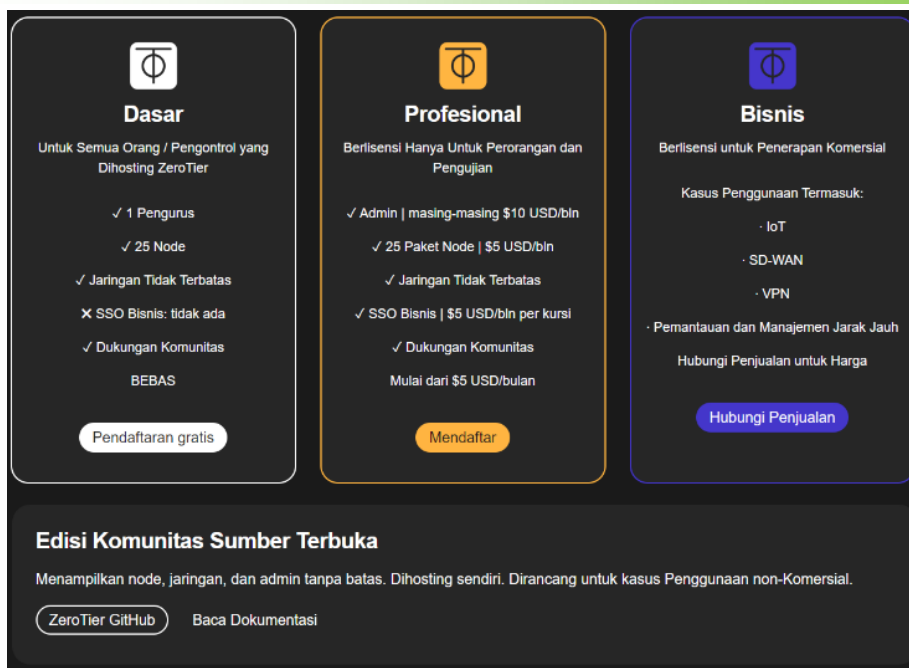 Dasar
Untuk Semua Orang / Pengontrol yang
Dihosting ZeroTier
✓ 1 Pengurus
✓ 25 Node
✓ Jaringan Tidak Terbatas
✕ SSO Bisnis: tidak ada
✓ Dukungan Komunitas
BEBAS
Pendaftaran gratis
Profesional
Berlisensi Hanya Untuk Perorangan dan
Pengujian
✓ Admin | masing-masing $10 USD/bln
✓ 25 Paket Node | $5 USD/bln
✓ Jaringan Tidak Terbatas
✓ SSO Bisnis | $5 USD/bln per kursi
✓ Dukungan Komunitas
Mulai dari $5 USD/bulan
Mendaftar
Bisnis
Berlisensi untuk Penerapan Komersial
Kasus Penggunaan Termasuk:
· IoT
· SD-WAN
· VPN
· Pemantauan dan Manajemen Jarak Jauh
Hubungi Penjualan untuk Harga
Hubungi Penjualan
Edisi Komunitas Sumber Terbuka
Menampilkan node, jaringan, dan admin tanpa batas. Dihosting sendiri. Dirancang untuk kasus Penggunaan non-Komersial.
ZeroTier GitHub
Baca Dokumentasi